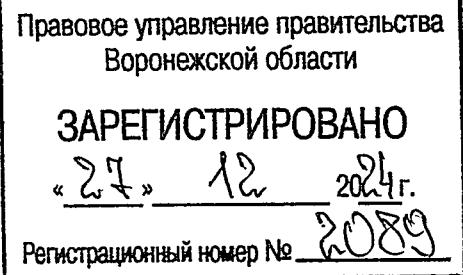 Правовое управление правительства
Воронежской области
ЗАРЕГИСТРИРОВАНО
«27» 12 2024 г.
Регистрационный номер № 2089